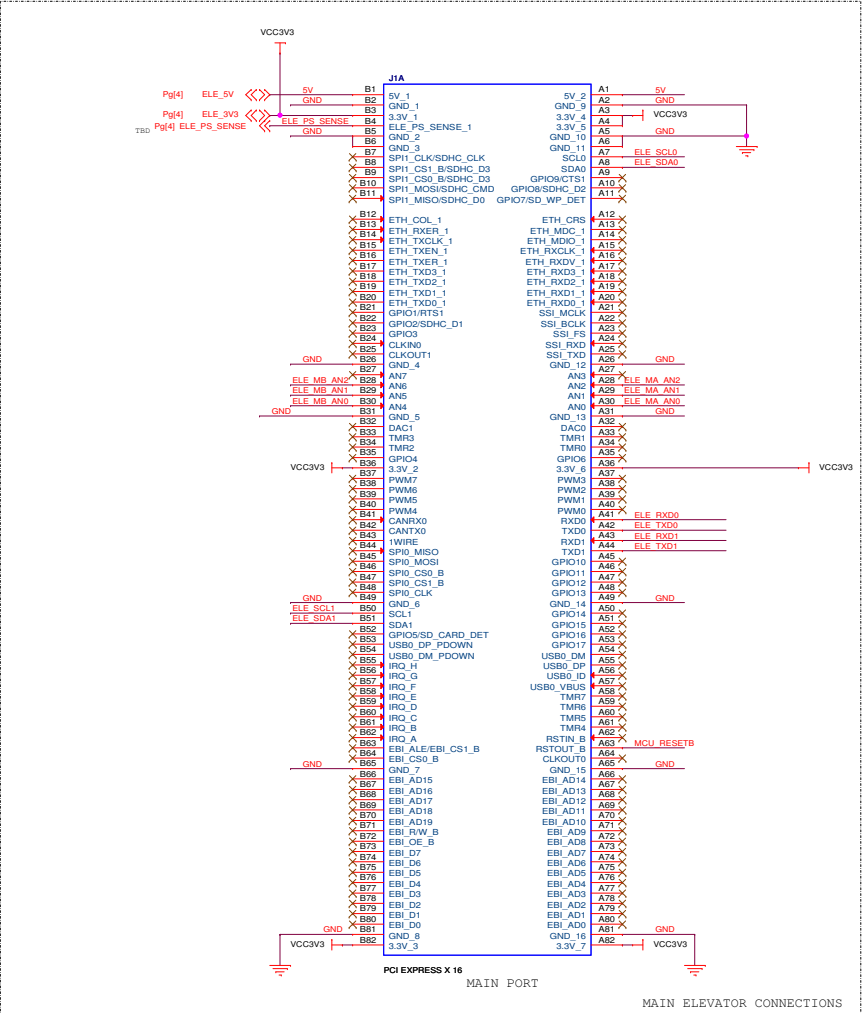 VCC3V3
J1A
Pg[4] ELE_5V 5V B1 5V_1 5V_2 A1 5V
GND B2 GND_1 GND_9 A2 GND
Pg[4] ELE_3V3 B3 3.3V_1 3.3V_4 A3 VCC3V3
TBD Pg[4] ELE_PS_SENSE ELE_PS_SENSE B4 ELE_PS_SENSE_1 3.3V_5 A4
GND B5 GND_2 GND_10 A5 GND
B6 GND_3 GND_11 A6
B7 SPI1_CLK/SDHC_CLK SCL0 A7 ELE_SCL0
B8 SPI1_CS1_B/SDHC_D3 SDA0 A8 ELE_SDA0
B9 SPI1_CS0_B/SDHC_D3 GPIO9/CTS1 A9
B10 SPI1_MOSI/SDHC_CMD GPIO8/SDHC_D2 A10
B11 SPI1_MISO/SDHC_D0 GPIO7/SD_WP_DET A11
B12 ETH_COL_1 ETH_CRS A12
B13 ETH_RXER_1 ETH_MDC_1 A13
B14 ETH_TXCLK_1 ETH_MDIO_1 A14
B15 ETH_TXEN_1 ETH_RXCLK_1 A15
B16 ETH_TXER_1 ETH_RXDV_1 A16
B17 ETH_TXD3_1 ETH_RXD3_1 A17
B18 ETH_TXD2_1 ETH_RXD2_1 A18
B19 ETH_TXD1_1 ETH_RXD1_1 A19
B20 ETH_TXD0_1 ETH_RXD0_1 A20
B21 GPIO1/RTS1 SSI_MCLK A21
B22 GPIO2/SDHC_D1 SSI_BCLK A22
B23 GPIO3 SSI_FS A23
B24 CLKIN0 SSI_RXD A24
B25 CLKOUT1 SSI_TXD A25
GND B26 GND_4 GND_12 A26 GND
B27 AN7 AN3 A27
ELE_MB_AN2 B28 AN6 AN2 A28 ELE_MA_AN2
ELE_MB_AN1 B29 AN5 AN1 A29 ELE_MA_AN1
ELE_MB_AN0 B30 AN4 AN0 A30 ELE_MA_AN0
GND B31 GND_5 GND_13 A31 GND
B32 DAC1 DAC0 A32
B33 TMR3 TMR1 A33
B34 TMR2 TMR0 A34
B35 GPIO4 GPIO6 A35
VCC3V3 B36 3.3V_2 3.3V_6 A36 VCC3V3
B37 PWM7 PWM3 A37
B38 PWM6 PWM2 A38
B39 PWM5 PWM1 A39
B40 PWM4 PWM0 A40
B41 CANRX0 RXD0 A41 ELE_RXD0
B42 CANTX0 TXD0 A42 ELE_TXD0
B43 1WIRE RXD1 A43 ELE_RXD1
B44 SPI0_MISO TXD1 A44 ELE_TXD1
B45 SPI0_MOSI GPIO10 A45
B46 SPI0_CS0_B GPIO11 A46
B47 SPI0_CS1_B GPIO12 A47
B48 SPI0_CLK GPIO13 A48
GND B49 GND_6 GND_14 A49 GND
ELE_SCL1 B50 SCL1 GPIO14 A50
ELE_SDA1 B51 SDA1 GPIO15 A51
B52 GPIO5/SD_CARD_DET GPIO16 A52
B53 USB0_DP_PDOWN GPIO17 A53
B54 USB0_DM_PDOWN USB0_DM A54
B55 IRQ_H USB0_DP A55
B56 IRQ_G USB0_ID A56
B57 IRQ_F USB0_VBUS A57
B58 IRQ_E TMR7 A58
B59 IRQ_D TMR6 A59
B60 IRQ_C TMR5 A60
B61 IRQ_B TMR4 A61
B62 IRQ_A RSTIN_B A62
B63 EBI_ALE/EBI_CS1_B RSTOUT_B A63 MCU_RESETB
B64 EBI_CS0_B CLKOUT0 A64
GND B65 GND_7 GND_15 A65 GND
B66 EBI_AD15 EBI_AD14 A66
B67 EBI_AD16 EBI_AD13 A67
B68 EBI_AD17 EBI_AD12 A68
B69 EBI_AD18 EBI_AD11 A69
B70 EBI_AD19 EBI_AD10 A70
B71 EBI_R/W_B EBI_AD9 A71
B72 EBI_OE_B EBI_AD8 A72
B73 EBI_D7 EBI_AD7 A73
B74 EBI_D6 EBI_AD6 A74
B75 EBI_D5 EBI_AD5 A75
B76 EBI_D4 EBI_AD4 A76
B77 EBI_D3 EBI_AD3 A77
B78 EBI_D2 EBI_AD2 A78
B79 EBI_D1 EBI_AD1 A79
B80 EBI_D0 EBI_AD0 A80
GND B81 GND_8 GND_16 A81 GND
VCC3V3 B82 3.3V_3 3.3V_7 A82 VCC3V3
PCI EXPRESS X 16
MAIN PORT
MAIN ELEVATOR CONNECTIONS